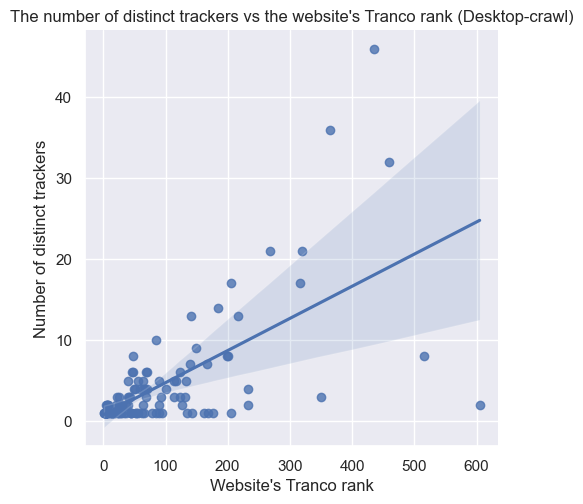 The number of distinct trackers vs the website's Tranco rank (Desktop-crawl)
Number of distinct trackers
40
30
20
10
0
0 100 200 300 400 500 600
Website's Tranco rank